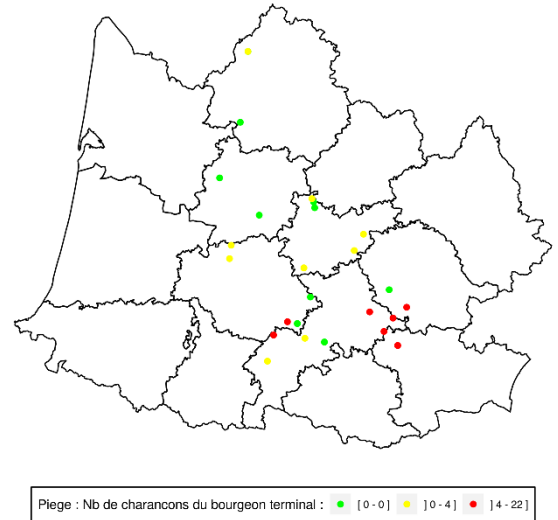 Piege : Nb de charancons du bourgeon terminal : [ 0 - 0 ] ] 0 - 4 ] ] 4 - 22 ]